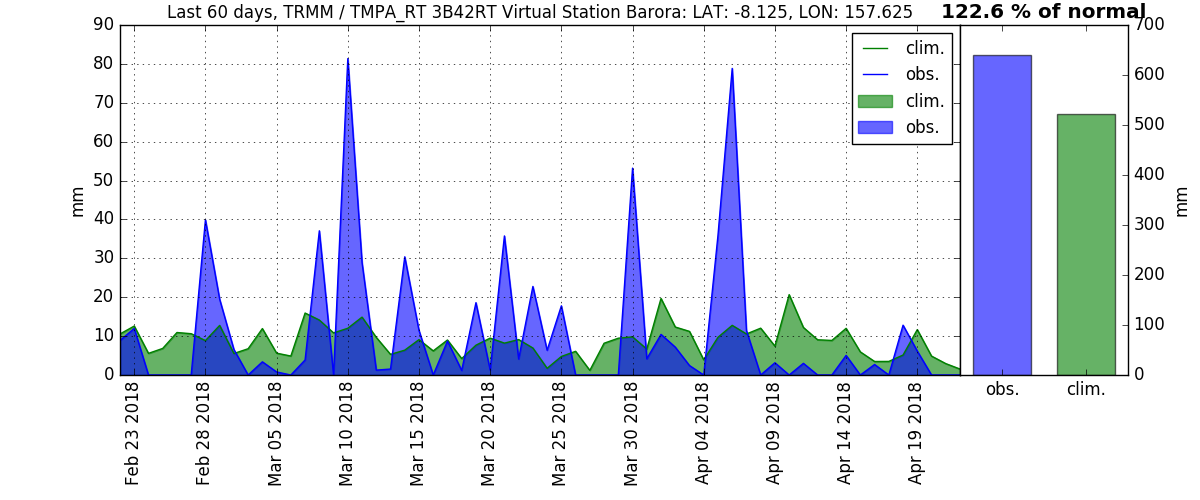 Last 60 days, TRMM / TMPA_RT 3B42RT Virtual Station Barora: LAT: -8.125, LON: 157.625
122.6 % of normal
90
80
70
60
50
40
30
20
10
0
mm
clim.
obs.
clim.
obs.
700
600
500
400
300
200
100
0
mm
obs.
clim.
Feb 23 2018
Feb 28 2018
Mar 05 2018
Mar 10 2018
Mar 15 2018
Mar 20 2018
Mar 25 2018
Mar 30 2018
Apr 04 2018
Apr 09 2018
Apr 14 2018
Apr 19 2018